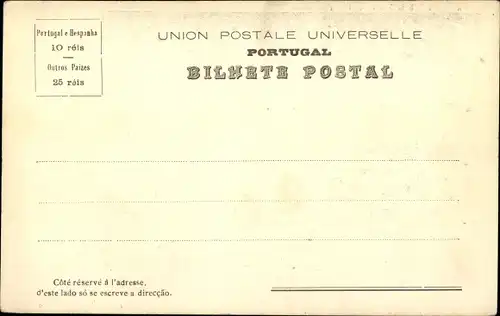 Portugal e Hespanha
10 réis
Outros Paizes
25 réis
UNION POSTALE UNIVERSELLE
PORTUGAL
BILHETE POSTAL
Côté réservé à l'adresse.
d'este lado só se escreve a direcção.